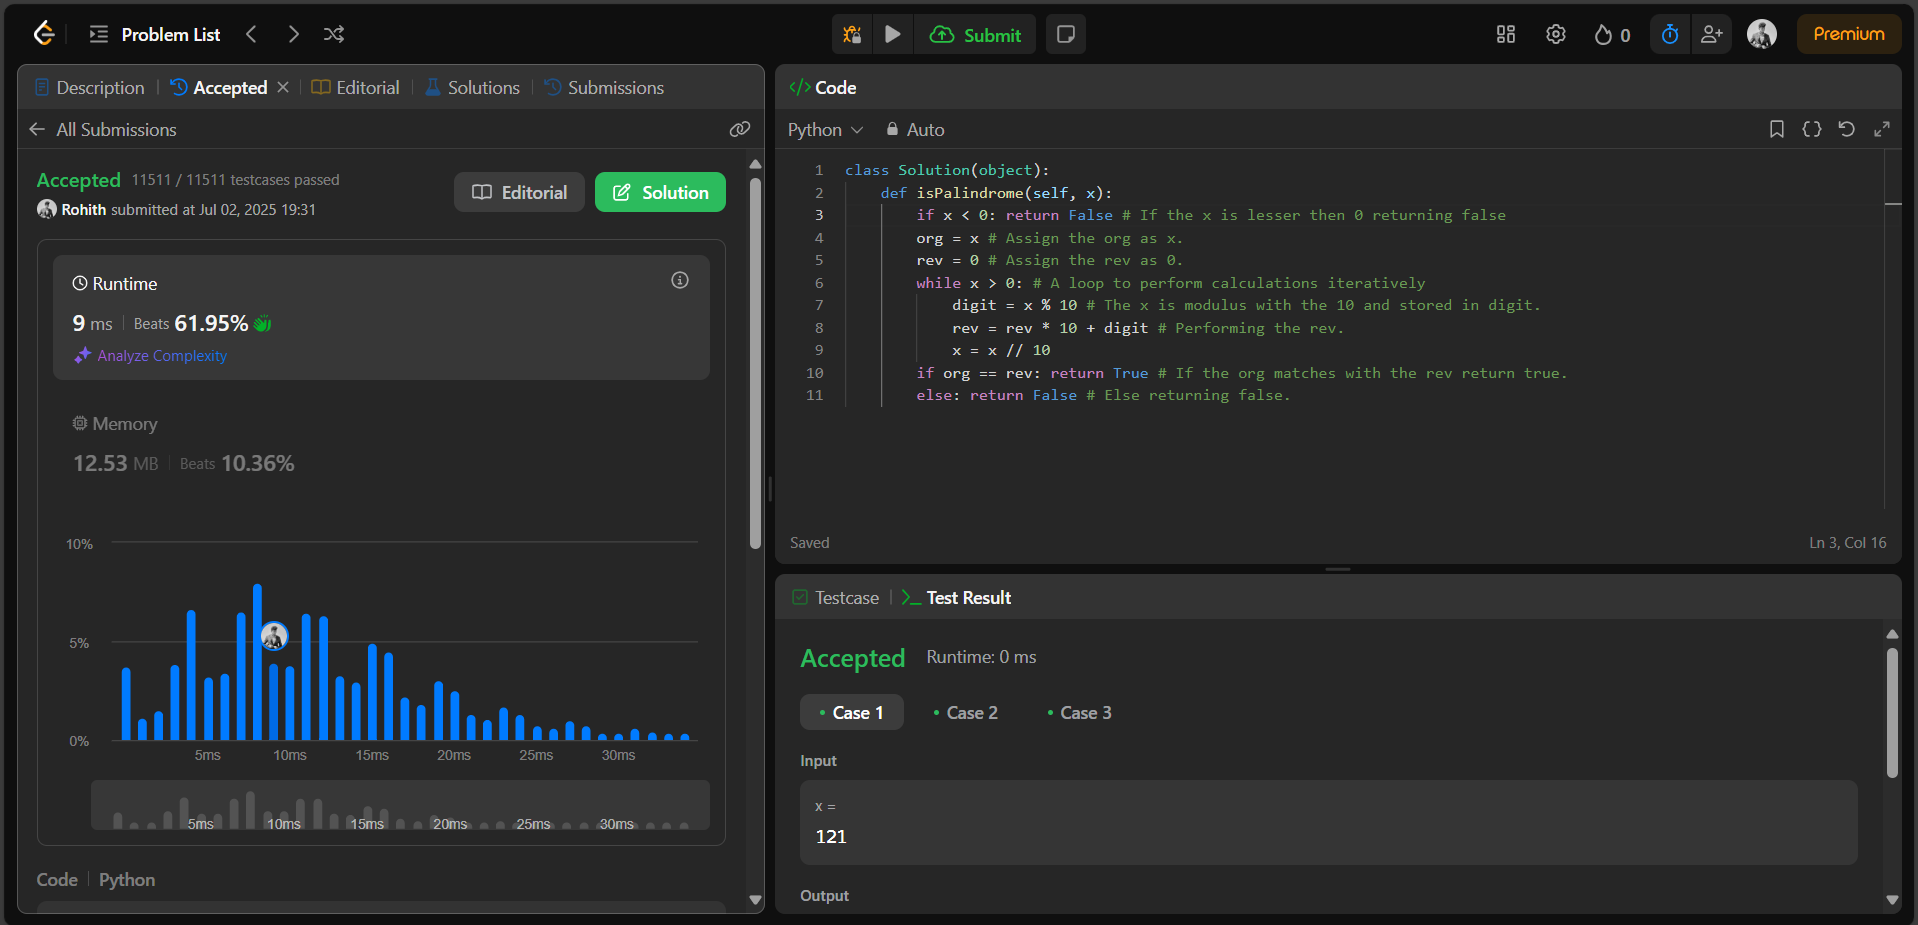 Problem List
Submit
0
Premium
Description
Accepted
Editorial
Solutions
Submissions
All Submissions
Accepted 11511 / 11511 testcases passed
Rohith submitted at Jul 02, 2025 19:31
Editorial
Solution
Runtime
9 ms Beats 61.95%
Analyze Complexity
Memory
12.53 MB Beats 10.36%
10%
5%
0%
5ms 10ms 15ms 20ms 25ms 30ms
5ms 10ms 15ms 20ms 25ms 30ms
Code Python
</> Code
Python Auto
1 class Solution(object):
2 def isPalindrome(self, x):
3 if x < 0: return False # If the x is lesser then 0 returning false
4 org = x # Assign the org as x.
5 rev = 0 # Assign the rev as 0.
6 while x > 0: # A loop to perform calculations iteratively
7 digit = x % 10 # The x is modulus with the 10 and stored in digit.
8 rev = rev * 10 + digit # Performing the rev.
9 x = x // 10
10 if org == rev: return True # If the org matches with the rev return true.
11 else: return False # Else returning false.
Saved
Ln 3, Col 16
Testcase
Test Result
Accepted Runtime: 0 ms
Case 1
Case 2
Case 3
Input
x =
121
Output